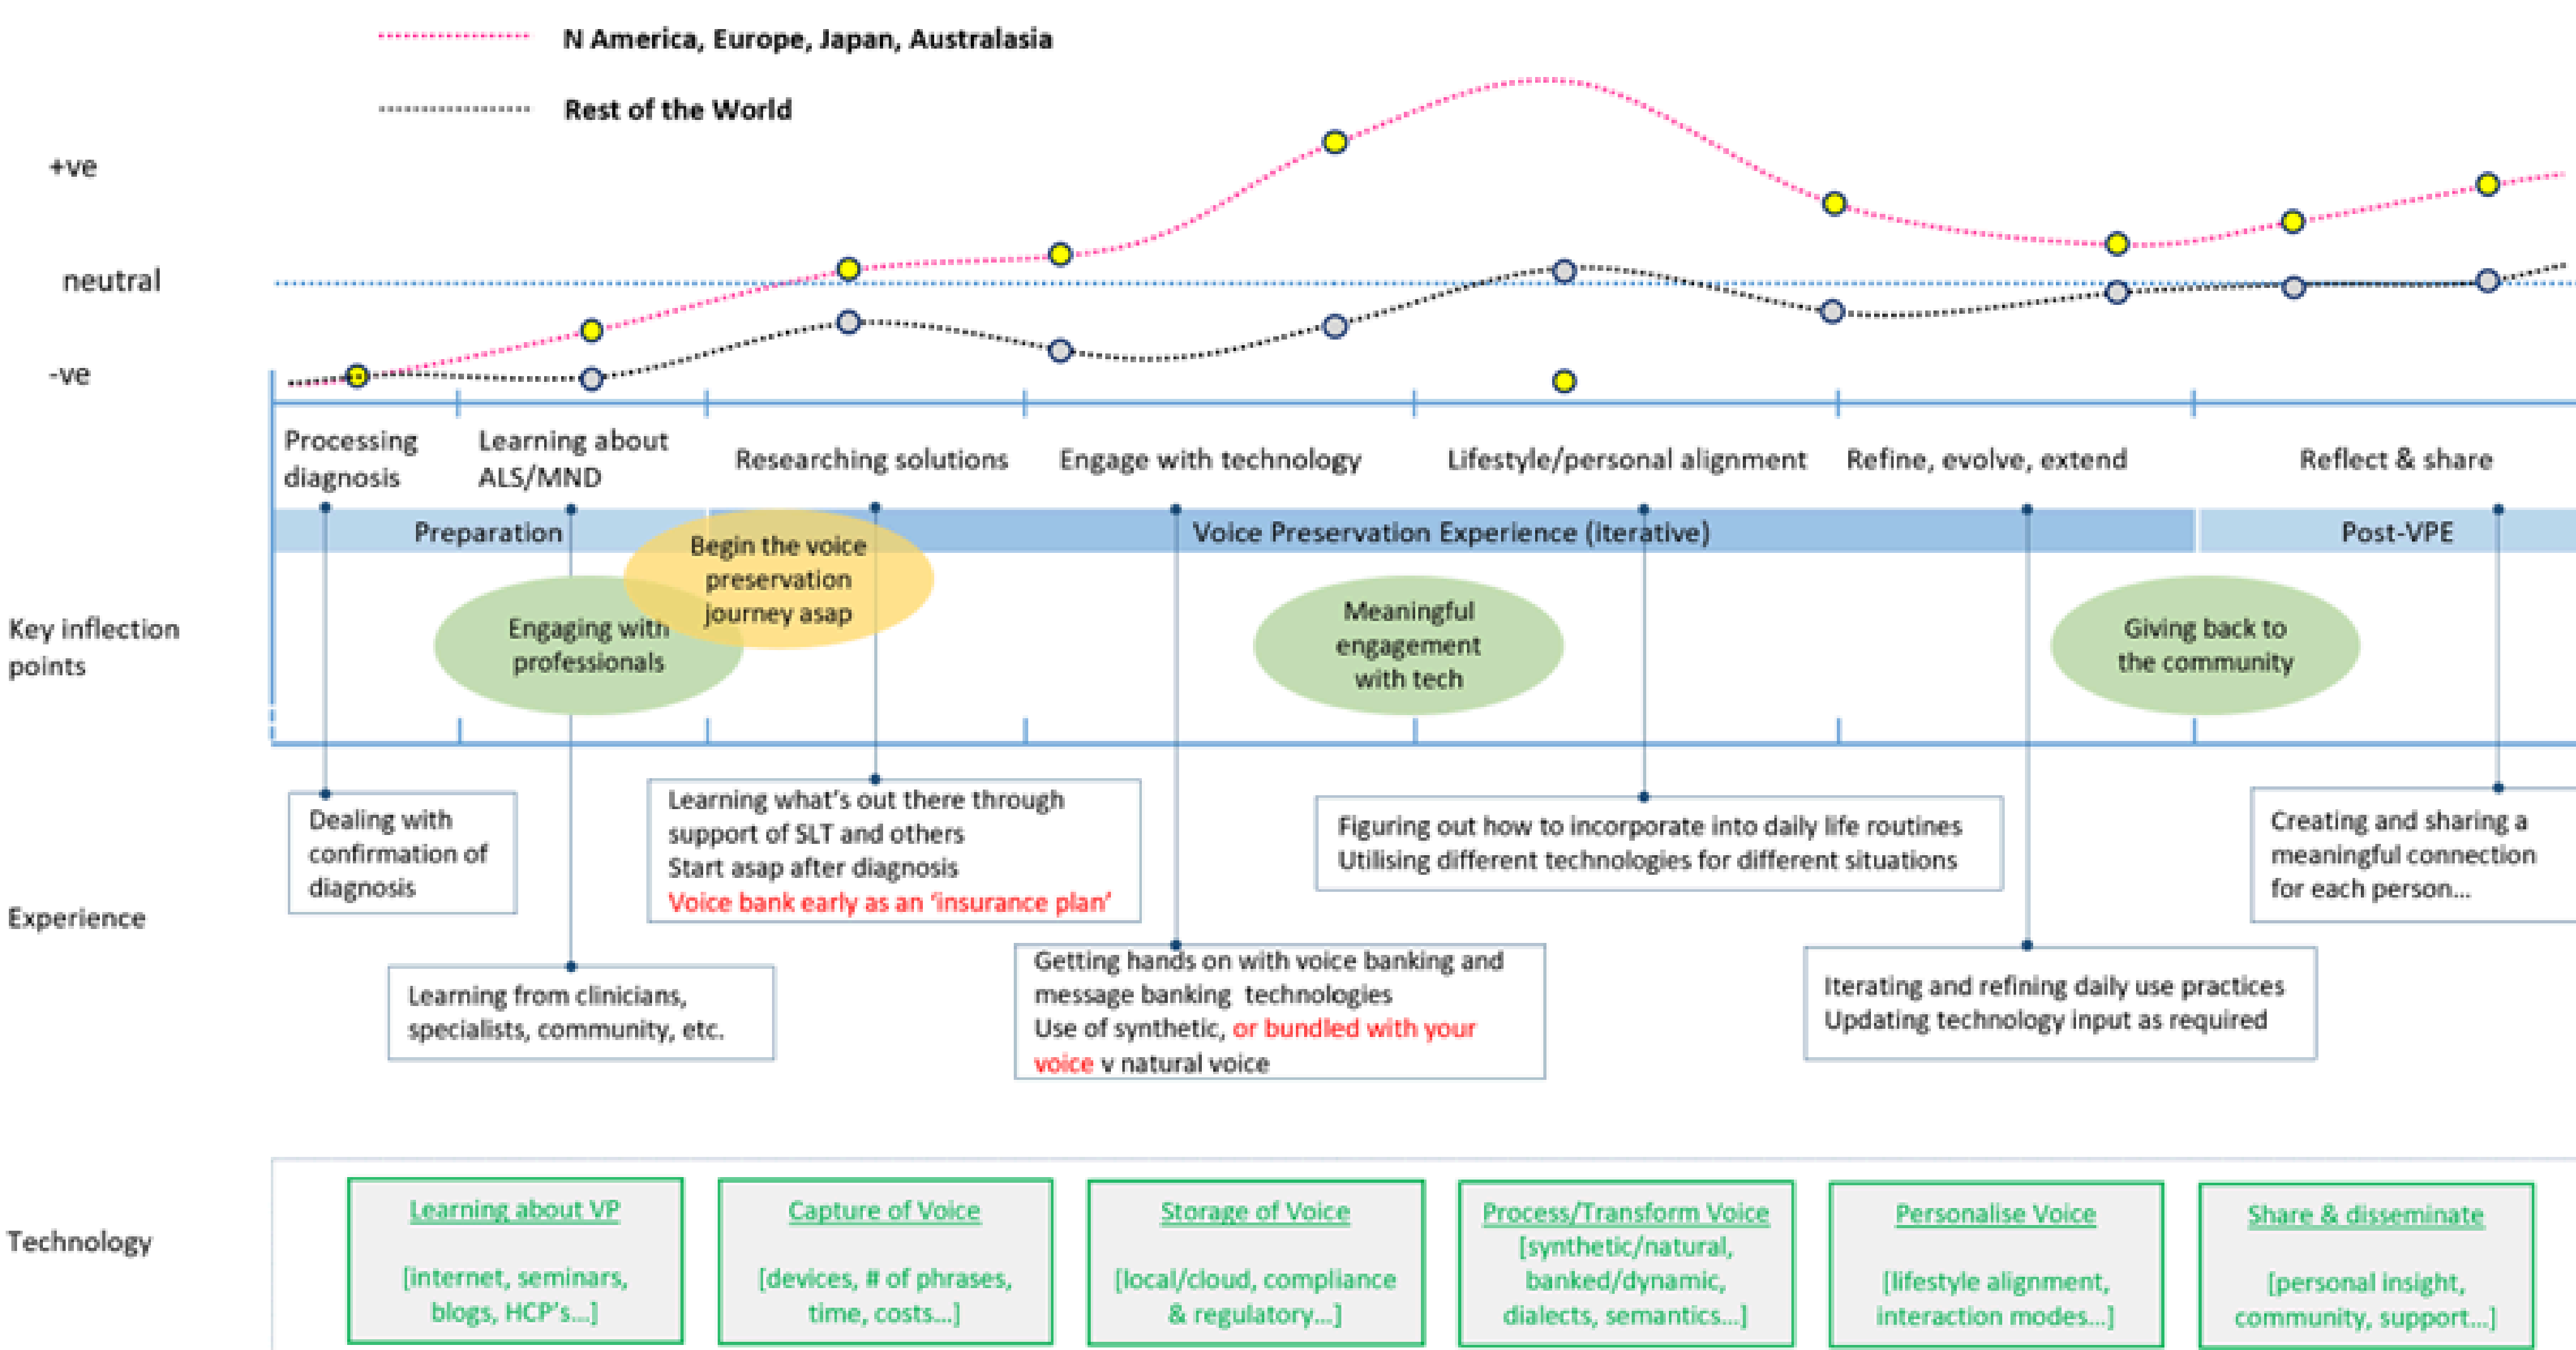 N America, Europe, Japan, Australasia
Rest of the World
+ve
neutral
-ve
Processing
diagnosis
Learning about
ALS/MND
Researching solutions
Engage with technology
Lifestyle/personal alignment
Refine, evolve, extend
Reflect & share
Preparation
Voice Preservation Experience (iterative)
Post-VPE
Key inflection
points
Engaging with
professionals
Begin the voice
preservation
journey asap
Meaningful
engagement
with tech
Giving back to
the community
Experience
Dealing with
confirmation of
diagnosis
Learning from clinicians,
specialists, community, etc.
Learning what's out there through
support of SLT and others
Start asap after diagnosis
Voice bank early as an 'insurance plan'
Getting hands on with voice banking and
message banking technologies
Use of synthetic, or bundled with your
voice v natural voice
Figuring out how to incorporate into daily life routines
Utilising different technologies for different situations
Iterating and refining daily use practices
Updating technology input as required
Creating and sharing a
meaningful connection
for each person...
Technology
Learning about VP
[internet, seminars,
blogs, HCP's...]
Capture of Voice
[devices, # of phrases,
time, costs...]
Storage of Voice
[local/cloud, compliance
& regulatory...]
Process/Transform Voice
[synthetic/natural,
banked/dynamic,
dialects, semantics...]
Personalise Voice
[lifestyle alignment,
interaction modes...]
Share & disseminate
[personal insight,
community, support...]